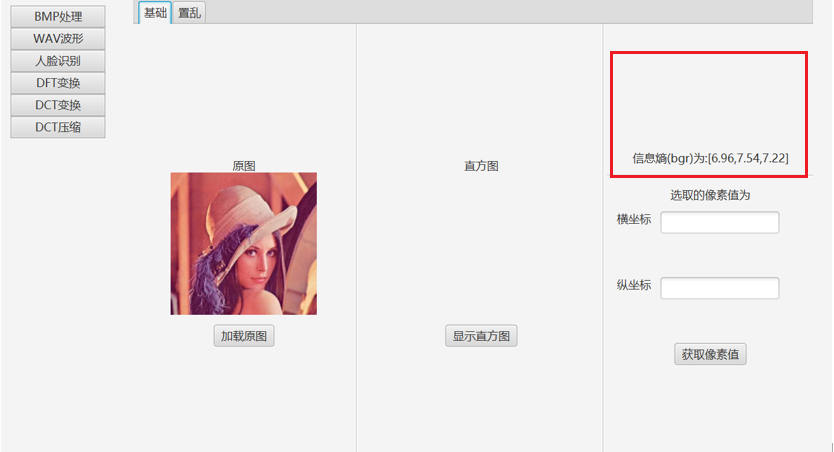 BMP处理
WAV波形
人脸识别
DFT变换
DCT变换
DCT压缩
基础 置乱
原图
加载原图
直方图
显示直方图
信息熵(bgr)为:[6.96,7.54,7.22]
选取的像素值为
横坐标
纵坐标
获取像素值